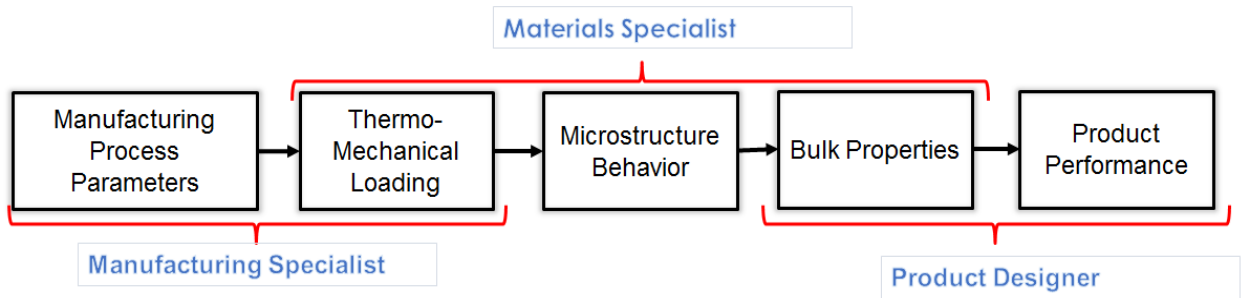 Materials Specialist
Manufacturing
Process
Parameters
Thermo-
Mechanical
Loading
Microstructure
Behavior
Bulk Properties
Product
Performance
Manufacturing Specialist
Product Designer